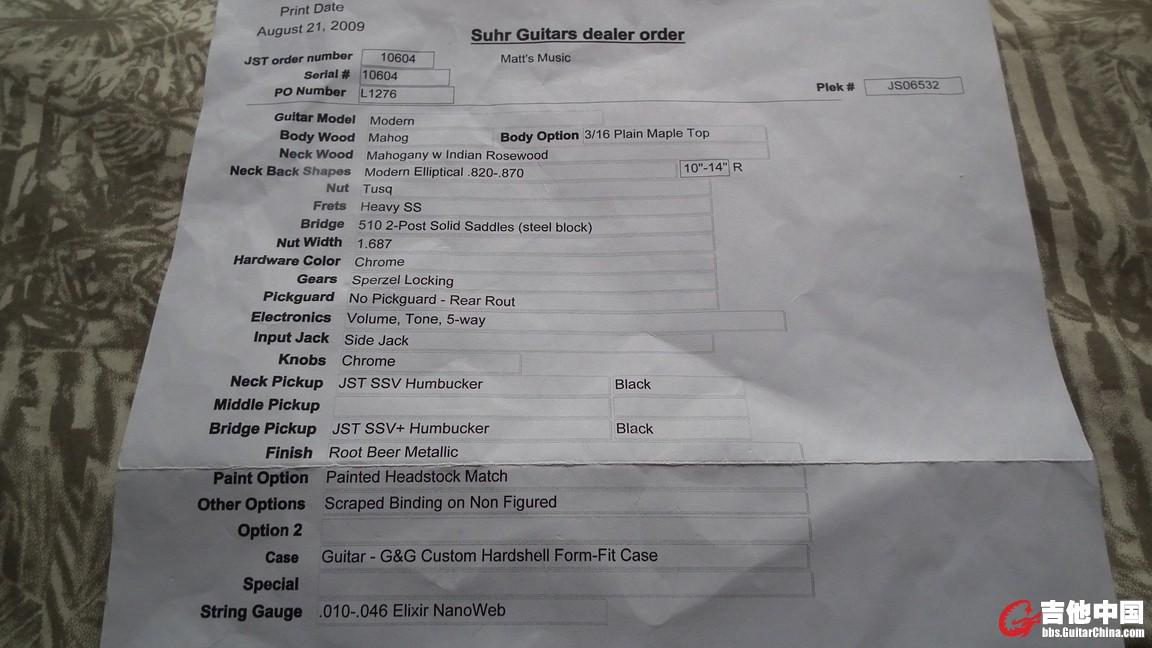 Print Date
August 21, 2009
Suhr Guitars dealer order
JST order number 10604 Matt's Music
Serial # 10604
PO Number L1276 Plek # JS06532
Guitar Model Modern
Body Wood Mahog Body Option 3/16 Plain Maple Top
Neck Wood Mahogany w Indian Rosewood
Neck Back Shapes Modern Elliptical .820-.870 10"-14" R
Nut Tusq
Frets Heavy SS
Bridge 510 2-Post Solid Saddles (steel block)
Nut Width 1.687
Hardware Color Chrome
Gears Sperzel Locking
Pickguard No Pickguard - Rear Rout
Electronics Volume, Tone, 5-way
Input Jack Side Jack
Knobs Chrome
Neck Pickup JST SSV Humbucker Black
Middle Pickup
Bridge Pickup JST SSV+ Humbucker Black
Finish Root Beer Metallic
Paint Option Painted Headstock Match
Other Options Scraped Binding on Non Figured
Option 2
Case Guitar - G&G Custom Hardshell Form-Fit Case
Special
String Gauge .010-.046 Elixir NanoWeb
吉他中国
bbs.GuitarChina.com